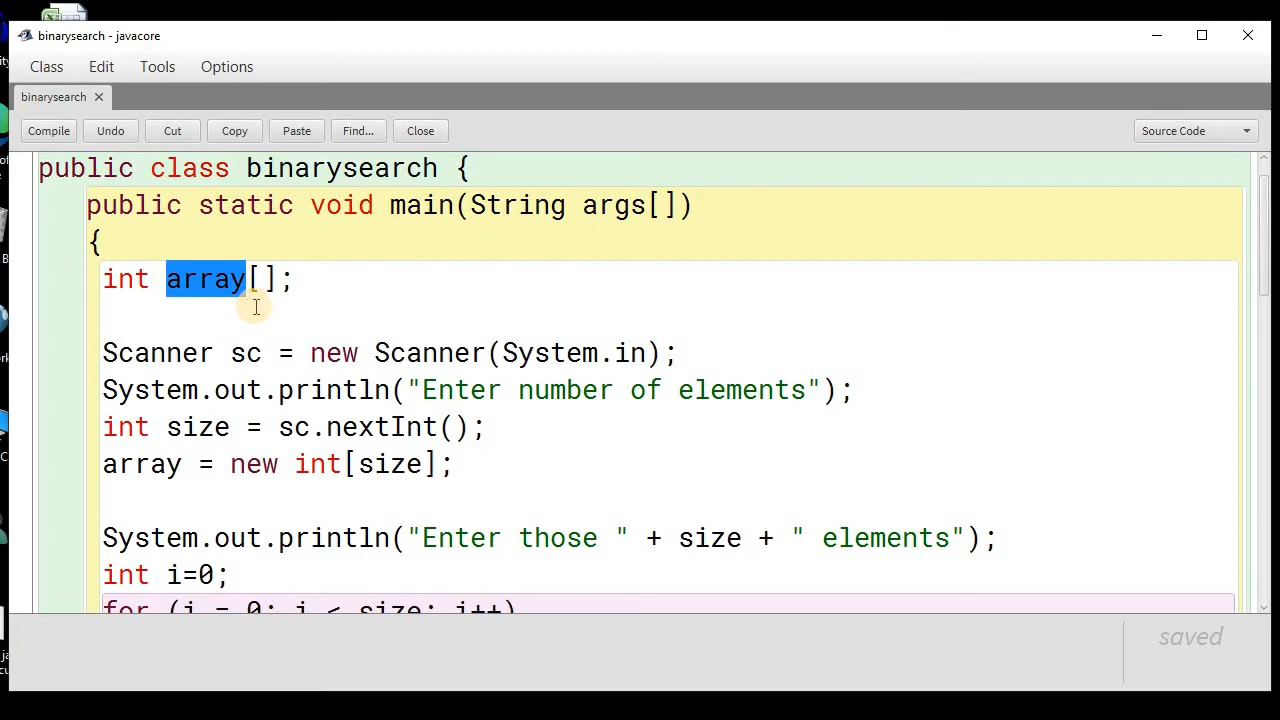 binarysearch - javacore
Class Edit Tools Options
binarysearch
Compile Undo Cut Copy Paste Find... Close Source Code
public class binarysearch {
public static void main(String args[])
{
int array[];
Scanner sc = new Scanner(System.in);
System.out.println("Enter number of elements");
int size = sc.nextInt();
array = new int[size];
System.out.println("Enter those " + size + " elements");
int i=0;
for (i = 0; i < size; i++)
saved